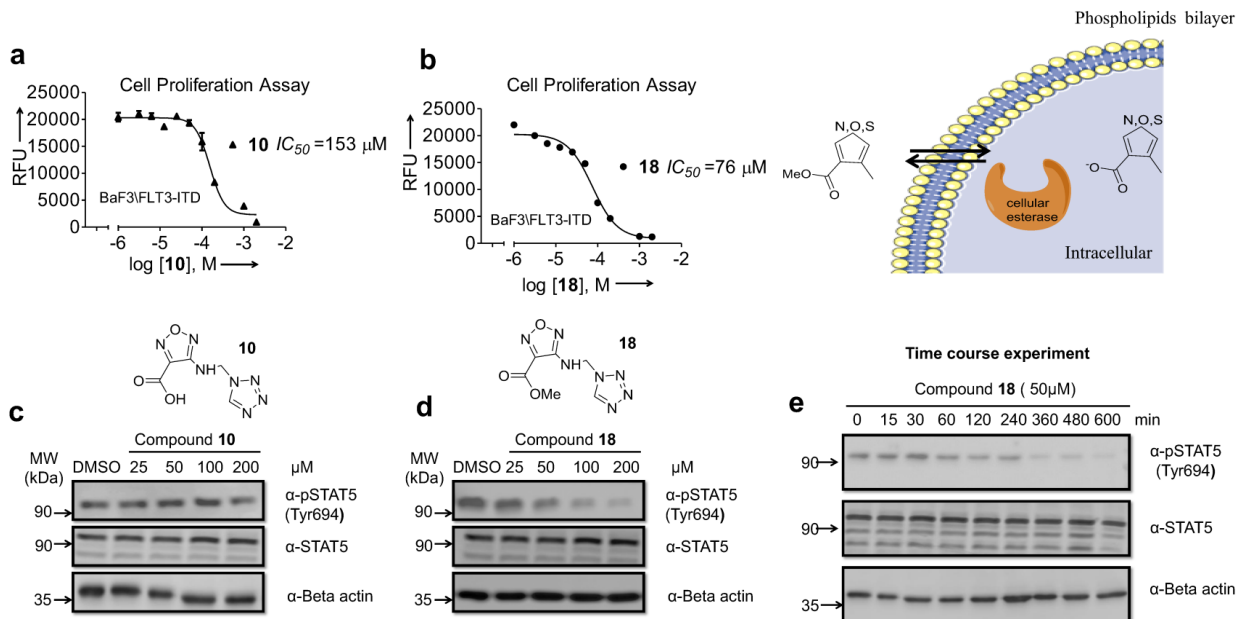 Phospholipids bilayer
a
Cell Proliferation Assay
25000
20000
15000
10000
5000
0
RFU
10 IC50 =153 μM
BaF3\FLT3-ITD
-6 -5 -4 -3 -2
log [10], M
b
Cell Proliferation Assay
25000
20000
15000
10000
5000
0
RFU
18 IC50 =76 μM
BaF3\FLT3-ITD
-6 -5 -4 -3 -2
log [18], M
N,O,S
MeO
O
N,O,S
-O
O
cellular
esterase
Intracellular
10
O
N N
NH
O
OH
N N
N
N
18
O
N N
NH
O
OMe
N N
N
N
c
Compound 10
MW
(kDa)
DMSO 25 50 100 200 μM
90
α-pSTAT5
(Tyr694)
90
α-STAT5
35
α-Beta actin
d
Compound 18
MW
(kDa)
DMSO 25 50 100 200 μM
90
α-pSTAT5
(Tyr694)
90
α-STAT5
35
α-Beta actin
Time course experiment
e
Compound 18 ( 50μM)
0 15 30 60 120 240 360 480 600 min
90
α-pSTAT5
(Tyr694)
90
α-STAT5
35
α-Beta actin